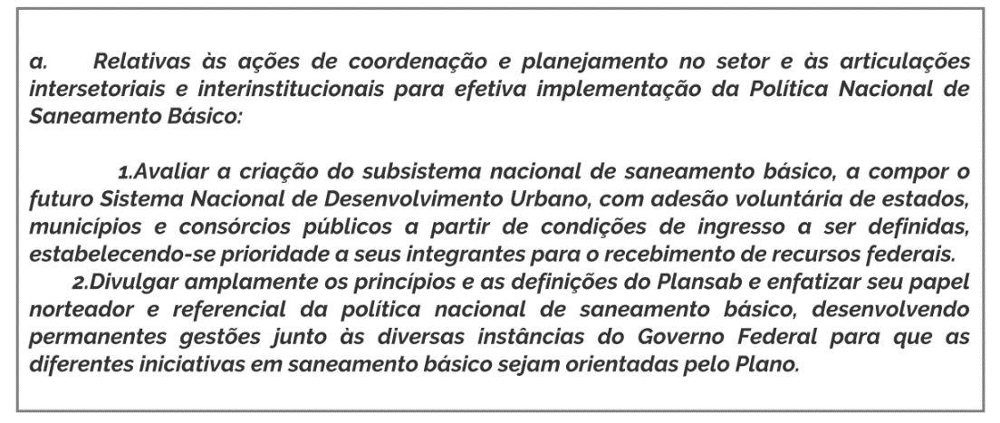 a. Relativas às ações de coordenação e planejamento no setor e às articulações
intersetoriais e interinstitucionais para efetiva implementação da Política Nacional de
Saneamento Básico:
1.Avaliar a criação do subsistema nacional de saneamento básico, a compor o
futuro Sistema Nacional de Desenvolvimento Urbano, com adesão voluntária de estados,
municípios e consórcios públicos a partir de condições de ingresso a ser definidas,
estabelecendo-se prioridade a seus integrantes para o recebimento de recursos federais.
2.Divulgar amplamente os princípios e as definições do Plansab e enfatizar seu papel
norteador e referencial da política nacional de saneamento básico, desenvolvendo
permanentes gestões junto às diversas instâncias do Governo Federal para que as
diferentes iniciativas em saneamento básico sejam orientadas pelo Plano.